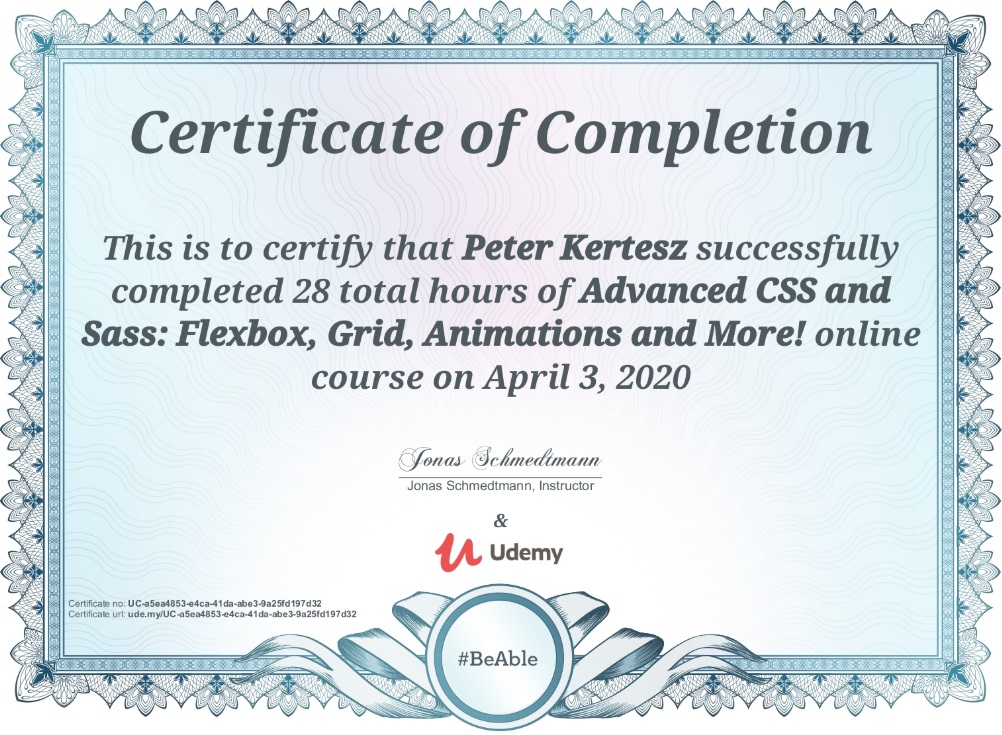 Certificate of Completion
This is to certify that Peter Kertesz successfully
completed 28 total hours of Advanced CSS and
Sass: Flexbox, Grid, Animations and More! online
course on April 3, 2020
Jonas Schmedtmann
Jonas Schmedtmann, Instructor
&
Udemy
Certificate no: UC-a5ea4853-e4ca-41da-abe3-9a25fd197d32
Certificate url: ude.my/UC-a5ea4853-e4ca-41da-abe3-9a25fd197d32
#BeAble